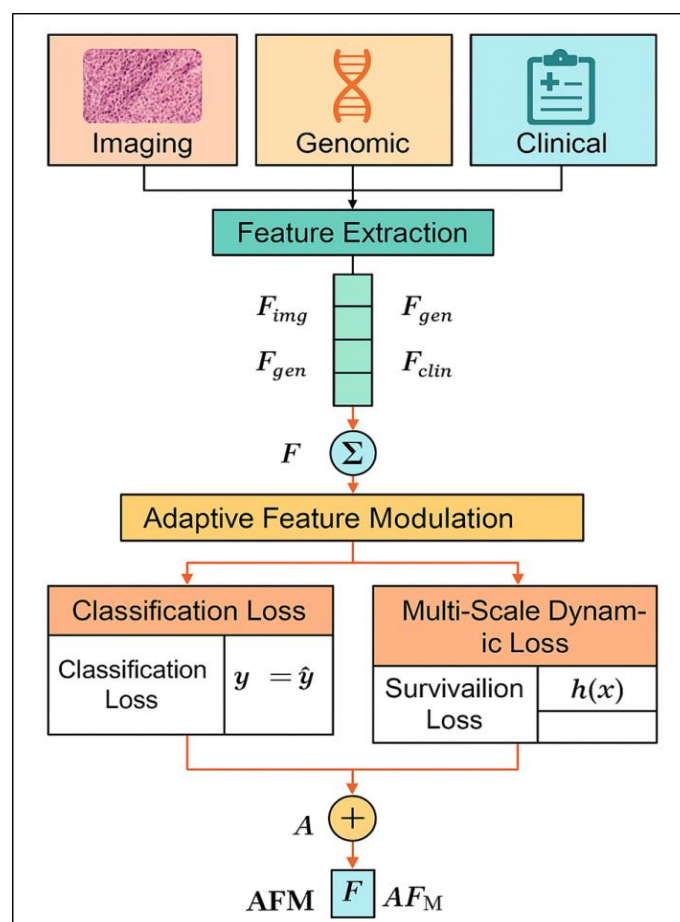 Imaging
Genomic
Clinical
Feature Extraction
F_img
F_gen
F_gen
F_clin
F
Σ
Adaptive Feature Modulation
Classification Loss
Classification
Loss
y = ŷ
Multi-Scale Dynam-
ic Loss
Survivailion
Loss
h(x)
A
+
AFM
F
AF_M